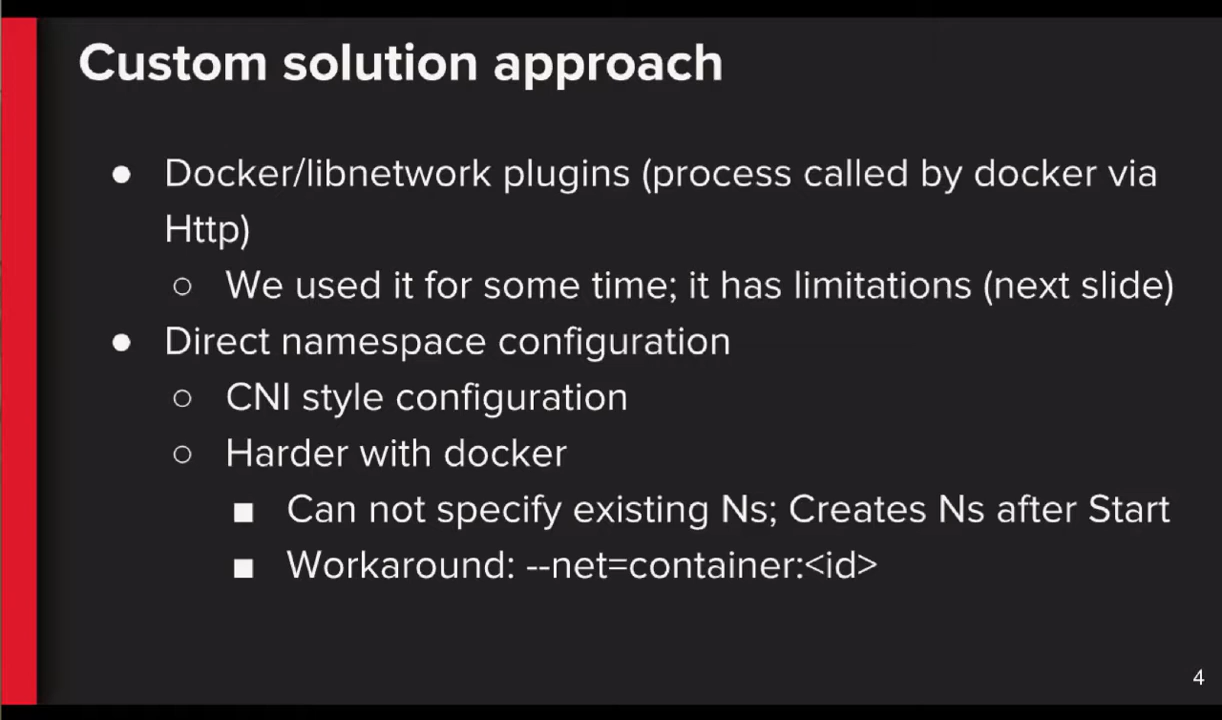 Custom solution approach
● Docker/libnetwork plugins (process called by docker via
Http)
○ We used it for some time; it has limitations (next slide)
● Direct namespace configuration
○ CNI style configuration
○ Harder with docker
■ Can not specify existing Ns; Creates Ns after Start
■ Workaround: --net=container:<id>
4